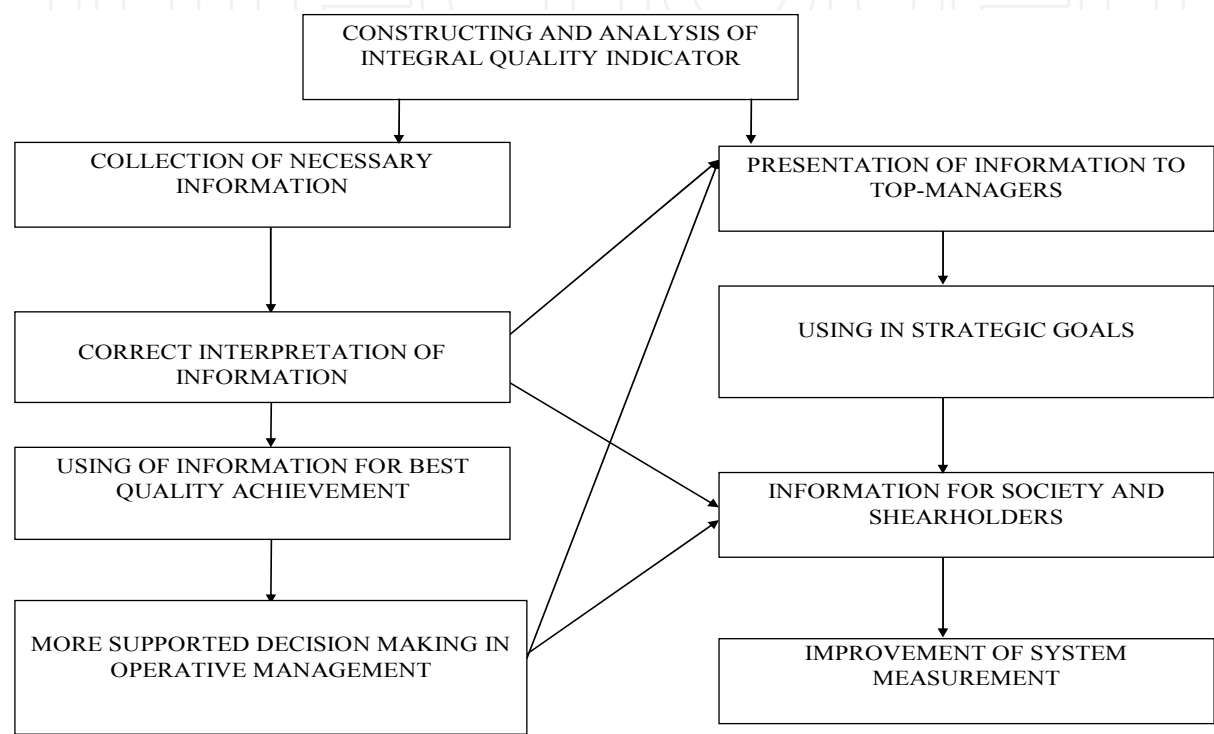 CONSTRUCTING AND ANALYSIS OF
INTEGRAL QUALITY INDICATOR
COLLECTION OF NECESSARY
INFORMATION
PRESENTATION OF INFORMATION TO
TOP-MANAGERS
USING IN STRATEGIC GOALS
CORRECT INTERPRETATION OF
INFORMATION
USING OF INFORMATION FOR BEST
QUALITY ACHIEVEMENT
INFORMATION FOR SOCIETY AND
SHEARHOLDERS
MORE SUPPORTED DECISION MAKING IN
OPERATIVE MANAGEMENT
IMPROVEMENT OF SYSTEM
MEASUREMENT